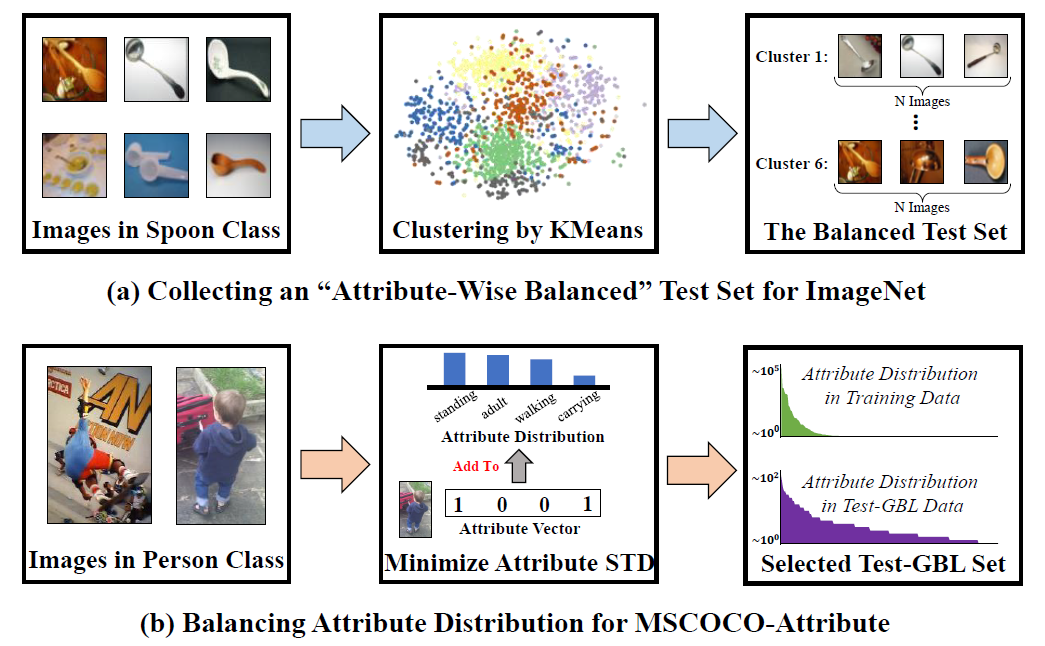 Images in Spoon Class
Clustering by KMeans
Cluster 1:
N Images
Cluster 6:
N Images
The Balanced Test Set
(a) Collecting an “Attribute-Wise Balanced” Test Set for ImageNet
CTICA
AN
Images in Person Class
standing
adult
walking
carrying
Attribute Distribution
Add To
1 0 0 1
Attribute Vector
Minimize Attribute STD
~10⁵
Attribute Distribution
in Training Data
~10⁰
~10²
Attribute Distribution
in Test-GBL Data
~10⁰
Selected Test-GBL Set
(b) Balancing Attribute Distribution for MSCOCO-Attribute